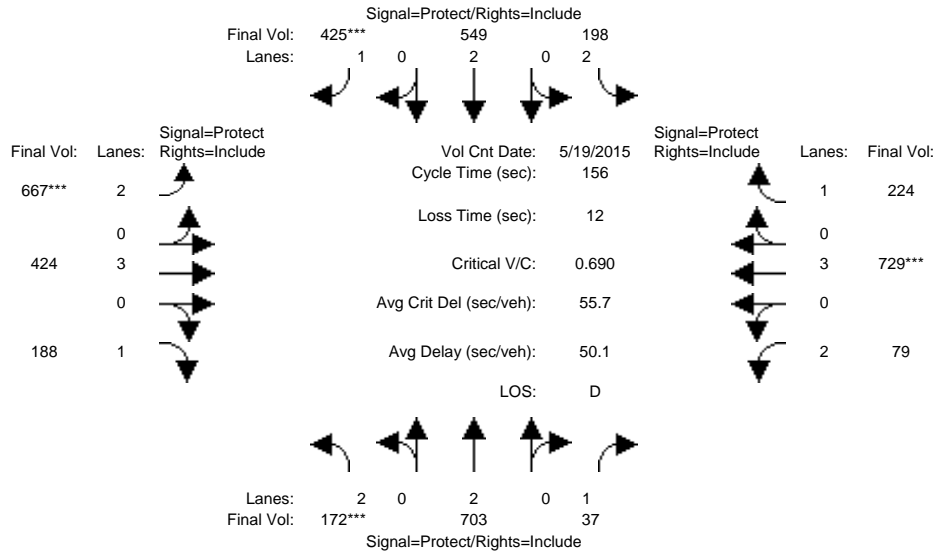 Signal=Protect/Rights=Include
Final Vol: 425*** 549 198
Lanes: 1 0 2 0 2
Signal=Protect Signal=Protect
Final Vol: Lanes: Rights=Include Vol Cnt Date: 5/19/2015 Rights=Include Lanes: Final Vol:
Cycle Time (sec): 156
667*** 2 1 224
Loss Time (sec): 12
0 0
424 3 Critical V/C: 0.690 3 729***
0 Avg Crit Del (sec/veh): 55.7 0
188 1 Avg Delay (sec/veh): 50.1 2 79
LOS: D
Lanes: 2 0 2 0 1
Final Vol: 172*** 703 37
Signal=Protect/Rights=Include